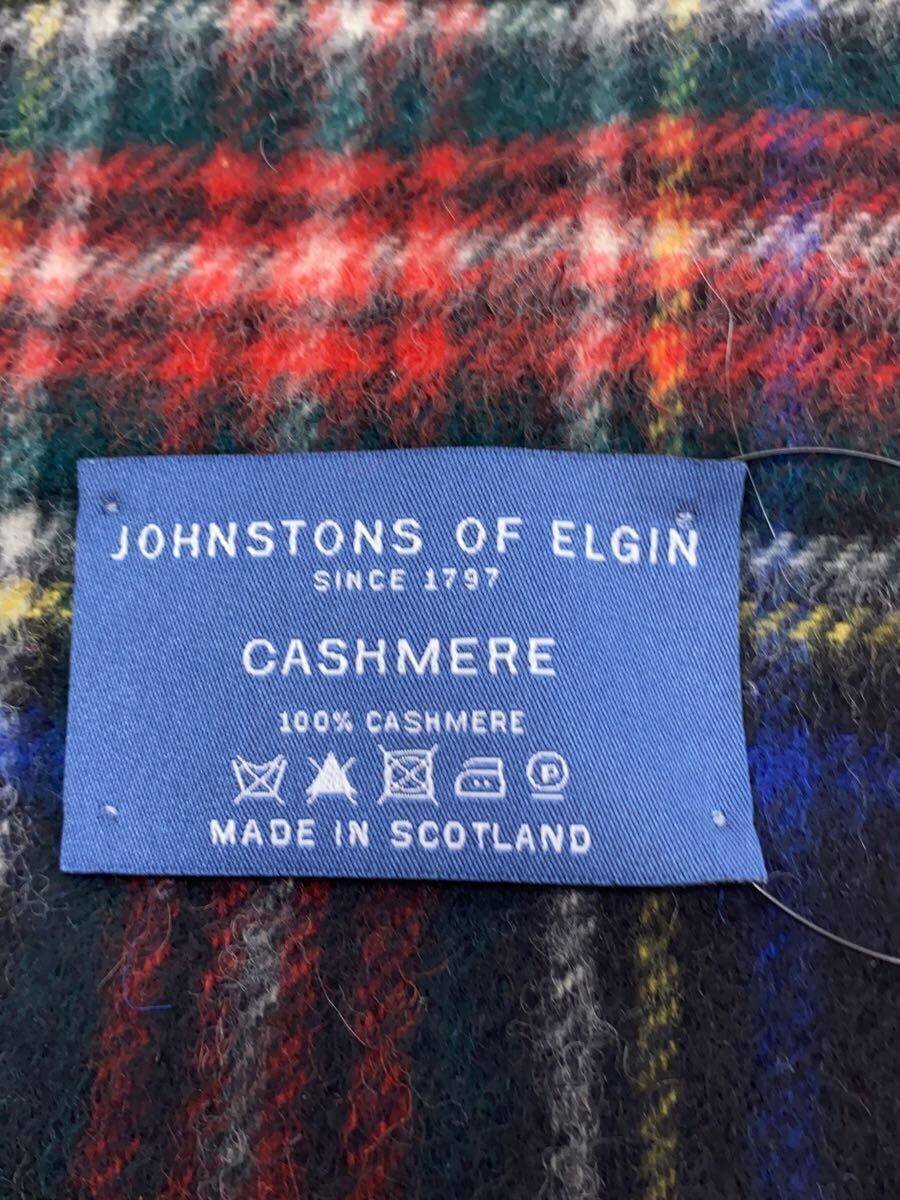 JOHNSTONS OF ELGIN
SINCE 1797
CASHMERE
100% CASHMERE
P
MADE IN SCOTLAND